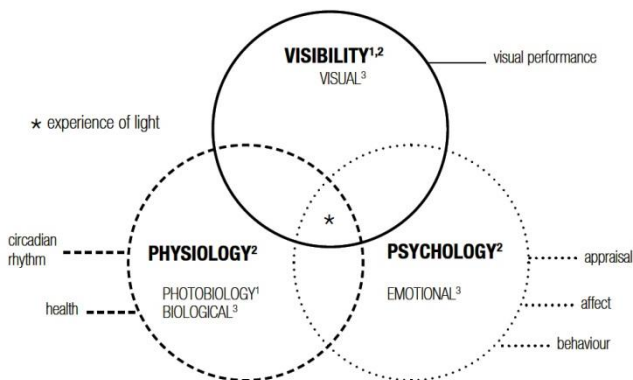 VISIBILITY¹,²
VISUAL³
visual performance
* experience of light
circadian
rhythm
health
PHYSIOLOGY²
PHOTOBIOLOGY¹
BIOLOGICAL³
*
PSYCHOLOGY²
EMOTIONAL³
appraisal
affect
behaviour